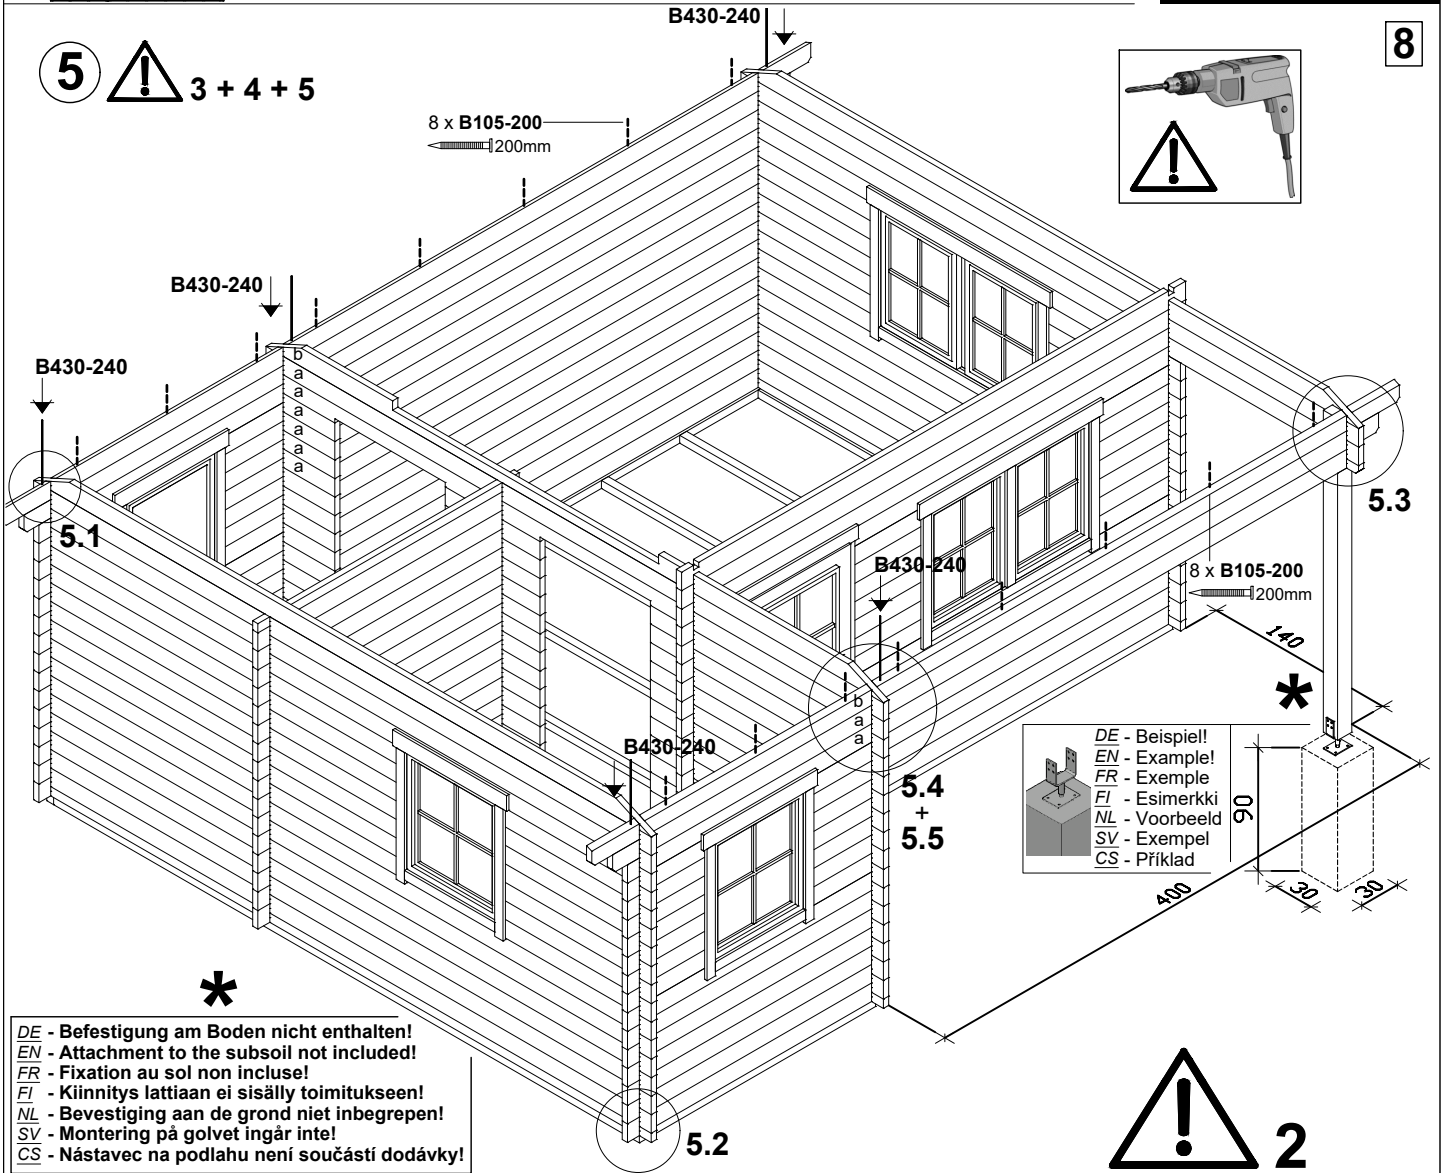 B430-240
5
3 + 4 + 5
8
8 x B105-200
200mm
B430-240
B430-240
b
a
a
a
a
a
a
5.1
5.3
B430-240
8 x B105-200
200mm
140
*
b
a
a
B430-240
5.4
+
5.5
DE - Beispiel!
EN - Example!
FR - Exemple
FI - Esimerkki
NL - Voorbeeld
SV - Exempel
CS - Příklad
90
30
30
400
*
DE - Befestigung am Boden nicht enthalten!
EN - Attachment to the subsoil not included!
FR - Fixation au sol non incluse!
FI - Kiinnitys lattiaan ei sisälly toimitukseen!
NL - Bevestiging aan de grond niet inbegrepen!
SV - Montering på golvet ingår inte!
CS - Nástavec na podlahu není součástí dodávky!
5.2
2